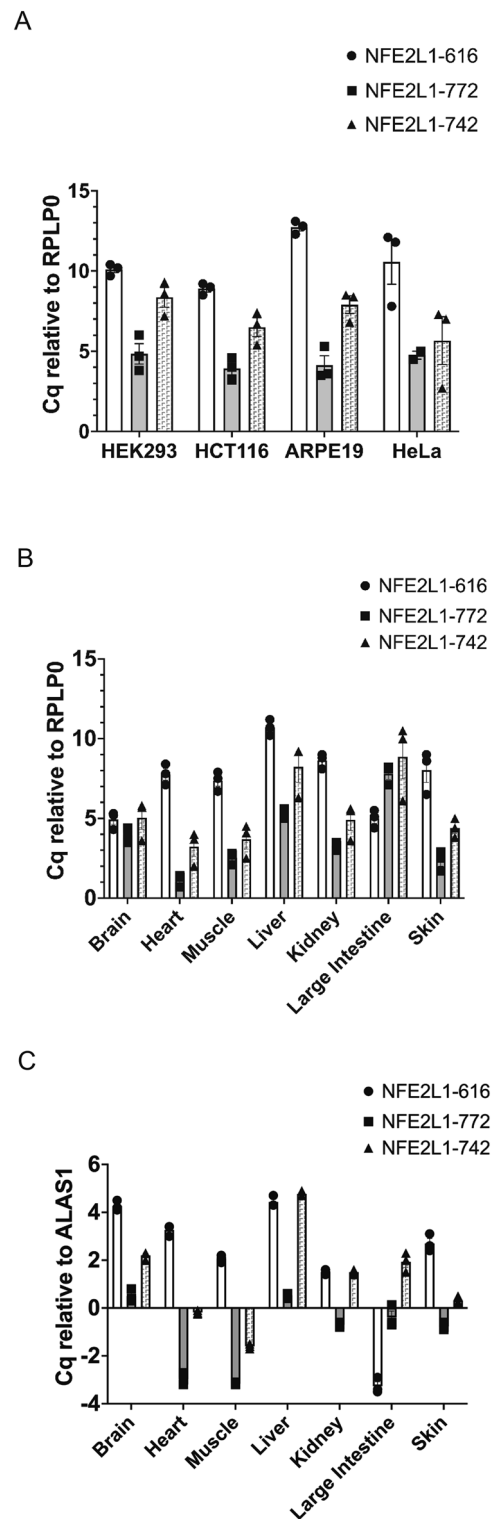 A
NFE2L1-616
NFE2L1-772
NFE2L1-742
Cq relative to RPLP0
15
10
5
0
HEK293 HCT116 ARPE19 HeLa
B
NFE2L1-616
NFE2L1-772
NFE2L1-742
Cq relative to RPLP0
15
10
5
0
Brain Heart Muscle Liver Kidney Large Intestine Skin
C
NFE2L1-616
NFE2L1-772
NFE2L1-742
Cq relative to ALAS1
6
4
2
0
-2
-4
Brain Heart Muscle Liver Kidney Large Intestine Skin